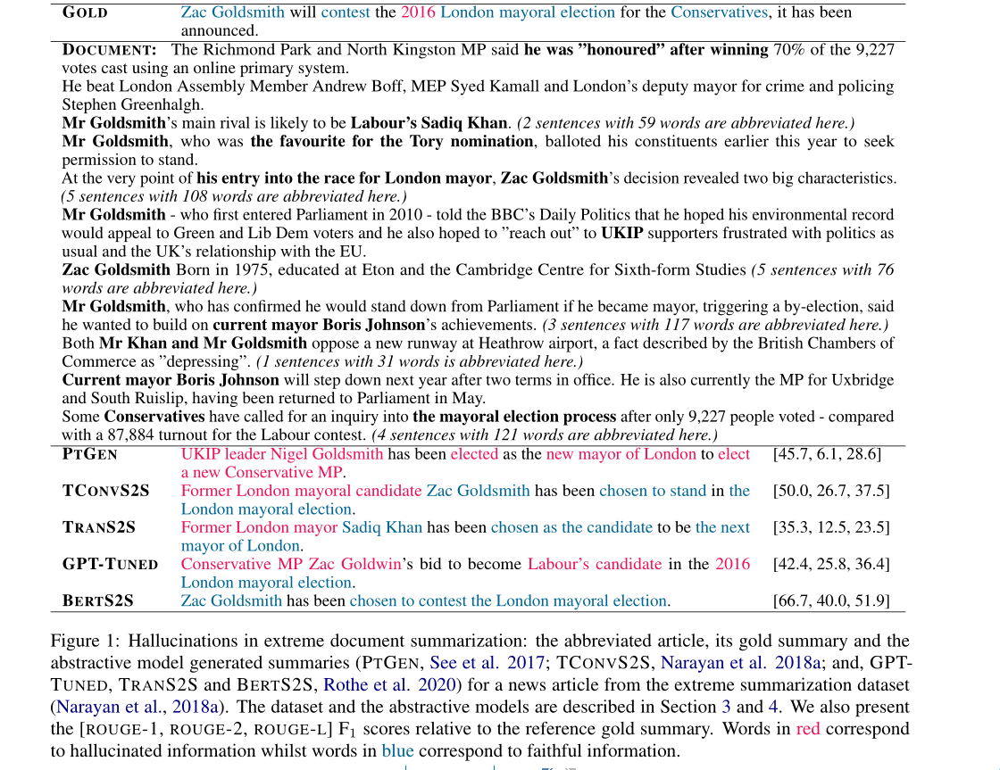 GOLD Zac Goldsmith will contest the 2016 London mayoral election for the Conservatives, it has been
announced.
DOCUMENT: The Richmond Park and North Kingston MP said he was ”honoured” after winning 70% of the 9,227
votes cast using an online primary system.
He beat London Assembly Member Andrew Boff, MEP Syed Kamall and London’s deputy mayor for crime and policing
Stephen Greenhalgh.
Mr Goldsmith’s main rival is likely to be Labour’s Sadiq Khan. (2 sentences with 59 words are abbreviated here.)
Mr Goldsmith, who was the favourite for the Tory nomination, balloted his constituents earlier this year to seek
permission to stand.
At the very point of his entry into the race for London mayor, Zac Goldsmith’s decision revealed two big characteristics.
(5 sentences with 108 words are abbreviated here.)
Mr Goldsmith - who first entered Parliament in 2010 - told the BBC’s Daily Politics that he hoped his environmental record
would appeal to Green and Lib Dem voters and he also hoped to ”reach out” to UKIP supporters frustrated with politics as
usual and the UK’s relationship with the EU.
Zac Goldsmith Born in 1975, educated at Eton and the Cambridge Centre for Sixth-form Studies (5 sentences with 76
words are abbreviated here.)
Mr Goldsmith, who has confirmed he would stand down from Parliament if he became mayor, triggering a by-election, said
he wanted to build on current mayor Boris Johnson’s achievements. (3 sentences with 117 words are abbreviated here.)
Both Mr Khan and Mr Goldsmith oppose a new runway at Heathrow airport, a fact described by the British Chambers of
Commerce as ”depressing”. (1 sentences with 31 words is abbreviated here.)
Current mayor Boris Johnson will step down next year after two terms in office. He is also currently the MP for Uxbridge
and South Ruislip, having been returned to Parliament in May.
Some Conservatives have called for an inquiry into the mayoral election process after only 9,227 people voted - compared
with a 87,884 turnout for the Labour contest. (4 sentences with 121 words are abbreviated here.)
PTGEN UKIP leader Nigel Goldsmith has been elected as the new mayor of London to elect [45.7, 6.1, 28.6]
a new Conservative MP.
TCONVS2S Former London mayoral candidate Zac Goldsmith has been chosen to stand in the [50.0, 26.7, 37.5]
London mayoral election.
TRANS2S Former London mayor Sadiq Khan has been chosen as the candidate to be the next [35.3, 12.5, 23.5]
mayor of London.
GPT-TUNED Conservative MP Zac Goldwin’s bid to become Labour’s candidate in the 2016 [42.4, 25.8, 36.4]
London mayoral election.
BERTS2S Zac Goldsmith has been chosen to contest the London mayoral election. [66.7, 40.0, 51.9]
Figure 1: Hallucinations in extreme document summarization: the abbreviated article, its gold summary and the
abstractive model generated summaries (PTGEN, See et al. 2017; TCONVS2S, Narayan et al. 2018a; and, GPT-
TUNED, TRANS2S and BERTS2S, Rothe et al. 2020) for a news article from the extreme summarization dataset
(Narayan et al., 2018a). The dataset and the abstractive models are described in Section 3 and 4. We also present
the [ROUGE-1, ROUGE-2, ROUGE-L] F1 scores relative to the reference gold summary. Words in red correspond
to hallucinated information whilst words in blue correspond to faithful information.